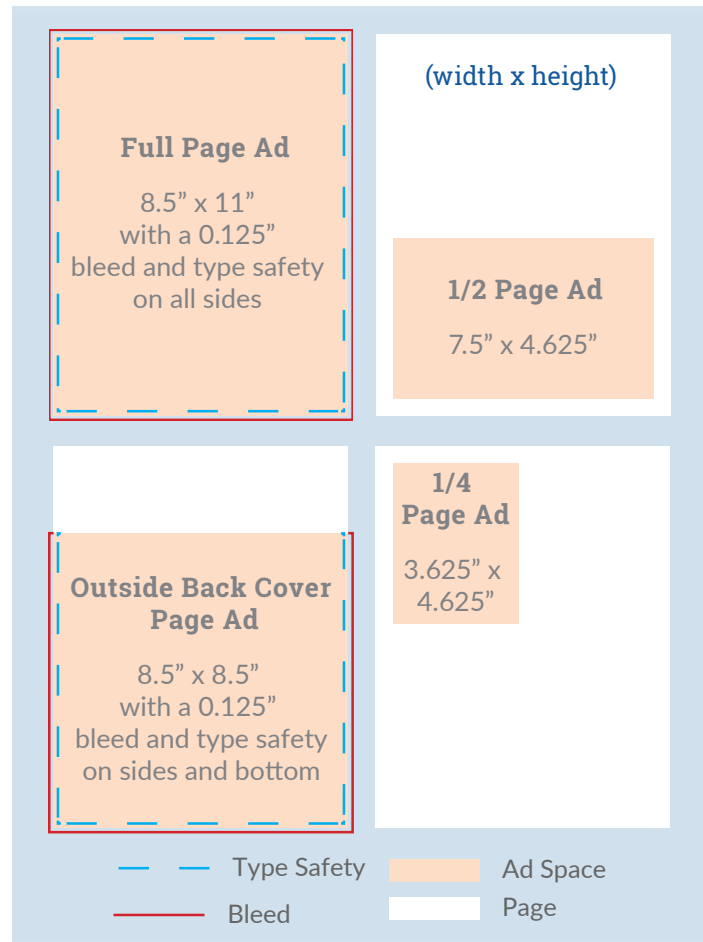 Full Page Ad
8.5” x 11”
with a 0.125”
bleed and type safety
on all sides
(width x height)
1/2 Page Ad
7.5” x 4.625”
Outside Back Cover
Page Ad
8.5” x 8.5”
with a 0.125”
bleed and type safety
on sides and bottom
1/4
Page Ad
3.625” x
4.625”
Type Safety
Ad Space
Bleed
Page